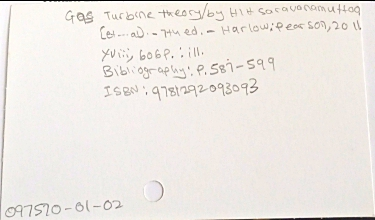 Gas Turbine theory/by HIH saravanamuttoo
[et...al). - 7th ed. - Harlow: Pearson, 2011
xviii, 606p. : ill.
Bibliography: P. 587-599
ISBN: 9781292093093
097570-01-02